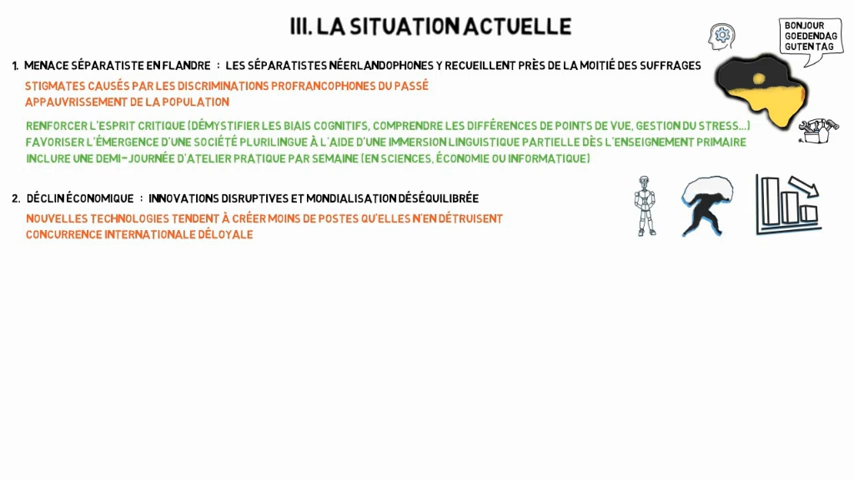 III. LA SITUATION ACTUELLE
BONJOUR
GOEDENDAG
GUTEN TAG
1. MENACE SÉPARATISTE EN FLANDRE : LES SÉPARATISTES NÉERLANDOPHONES Y RECUEILLENT PRÈS DE LA MOITIÉ DES SUFFRAGES
STIGMATES CAUSÉS PAR LES DISCRIMINATIONS PROFRANCOPHONES DU PASSÉ
APPAUVRISSEMENT DE LA POPULATION
RENFORCER L'ESPRIT CRITIQUE (DÉMYSTIFIER LES BIAIS COGNITIFS, COMPRENDRE LES DIFFÉRENCES DE POINTS DE VUE, GESTION DU STRESS...)
FAVORISER L'ÉMERGENCE D'UNE SOCIÉTÉ PLURILINGUE À L'AIDE D'UNE IMMERSION LINGUISTIQUE PARTIELLE DÈS L'ENSEIGNEMENT PRIMAIRE
INCLURE UNE DEMI-JOURNÉE D'ATELIER PRATIQUE PAR SEMAINE (EN SCIENCES, ÉCONOMIE OU INFORMATIQUE)
2. DÉCLIN ÉCONOMIQUE : INNOVATIONS DISRUPTIVES ET MONDIALISATION DÉSÉQUILIBRÉE
NOUVELLES TECHNOLOGIES TENDENT À CRÉER MOINS DE POSTES QU'ELLES N'EN DÉTRUISENT
CONCURRENCE INTERNATIONALE DÉLOYALE